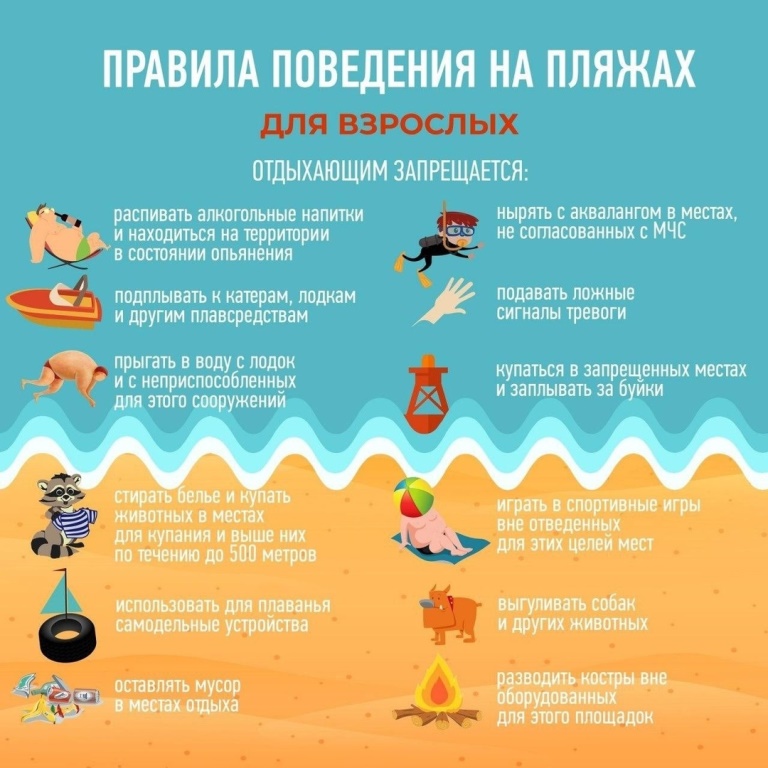 ПРАВИЛА ПОВЕДЕНИЯ НА ПЛЯЖАХ
ДЛЯ ВЗРОСЛЫХ
ОТДЫХАЮЩИМ ЗАПРЕЩАЕТСЯ:
распивать алкогольные напитки
и находиться на территории
в состоянии опьянения
подплывать к катерам, лодкам
и другим плавсредствам
прыгать в воду с лодок
и с неприспособленных
для этого сооружений
стирать белье и купать
животных в местах
для купания и выше них
по течению до 500 метров
использовать для плаванья
самодельные устройства
оставлять мусор
в местах отдыха
нырять с аквалангом в местах,
не согласованных с МЧС
подавать ложные
сигналы тревоги
купаться в запрещенных местах
и заплывать за буйки
играть в спортивные игры
вне отведенных
для этих целей мест
выгуливать собак
и других животных
разводить костры вне
оборудованных
для этого площадок